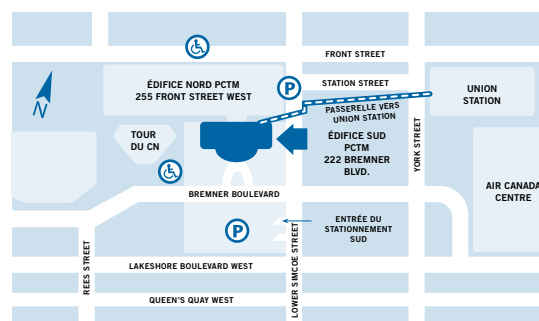 FRONT STREET
STATION STREET
P
ÉDIFICE NORD PCTM
255 FRONT STREET WEST
UNION
STATION
N
PASSERELLE VERS
UNION STATION
TOUR
DU CN
ÉDIFICE SUD
PCTM
222 BREMNER
BLVD.
YORK STREET
AIR CANADA
CENTRE
BREMNER BOULEVARD
P
ENTRÉE DU
STATIONNEMENT
SUD
REES STREET
LOWER SIMCOE STREET
LAKESHORE BOULEVARD WEST
QUEEN'S QUAY WEST